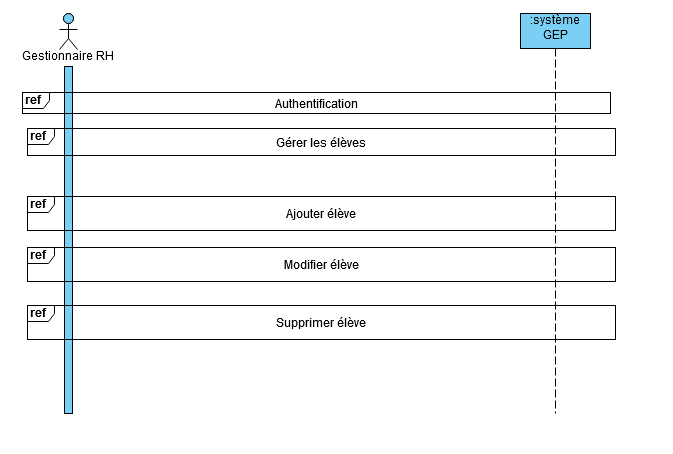 :système
GEP
Gestionnaire RH
ref
Authentification
ref
Gérer les élèves
ref
Ajouter élève
ref
Modifier élève
ref
Supprimer élève